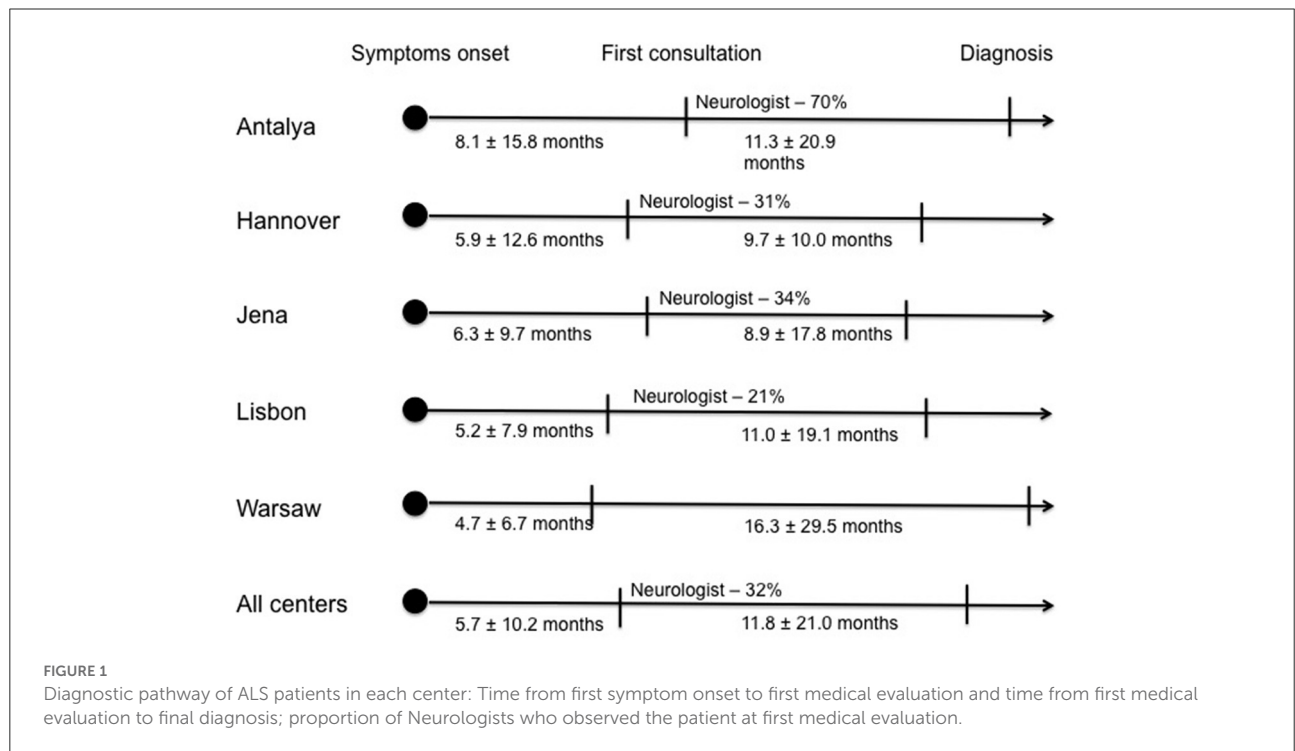 Symptoms onset First consultation Diagnosis
Antalya
Neurologist – 70%
8.1 ± 15.8 months
11.3 ± 20.9
months
Hannover
Neurologist – 31%
5.9 ± 12.6 months
9.7 ± 10.0 months
Jena
Neurologist – 34%
6.3 ± 9.7 months
8.9 ± 17.8 months
Lisbon
Neurologist – 21%
5.2 ± 7.9 months
11.0 ± 19.1 months
Warsaw
4.7 ± 6.7 months
16.3 ± 29.5 months
All centers
Neurologist – 32%
5.7 ± 10.2 months
11.8 ± 21.0 months
FIGURE 1
Diagnostic pathway of ALS patients in each center: Time from first symptom onset to first medical evaluation and time from first medical
evaluation to final diagnosis; proportion of Neurologists who observed the patient at first medical evaluation.